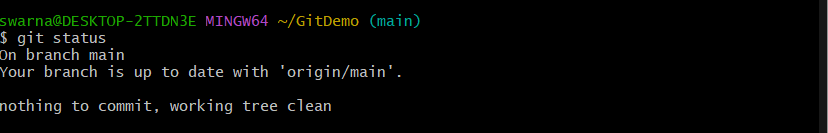 swarna@DESKTOP-2TTDN3E MINGW64 ~/GitDemo (main)
$ git status
On branch main
Your branch is up to date with 'origin/main'.
nothing to commit, working tree clean